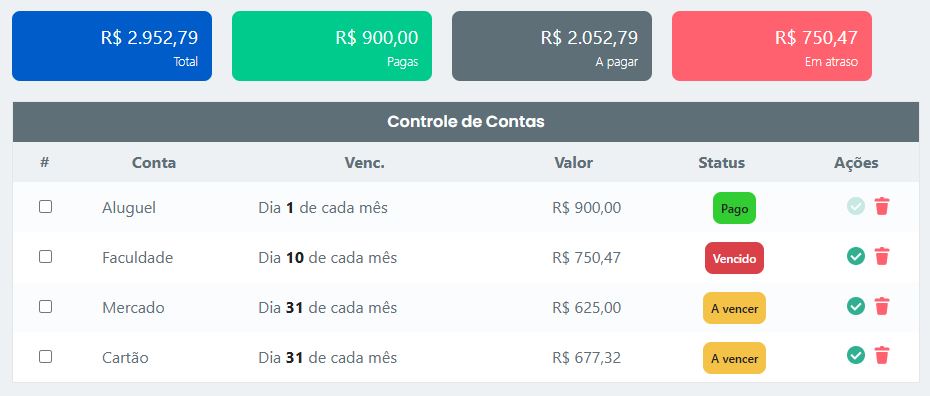 R$ 2.952,79
Total
R$ 900,00
Pagas
R$ 2.052,79
A pagar
R$ 750,47
Em atraso
Controle de Contas
# Conta Venc. Valor Status Ações
Aluguel Dia 1 de cada mês R$ 900,00 Pago
Faculdade Dia 10 de cada mês R$ 750,47 Vencido
Mercado Dia 31 de cada mês R$ 625,00 A vencer
Cartão Dia 31 de cada mês R$ 677,32 A vencer